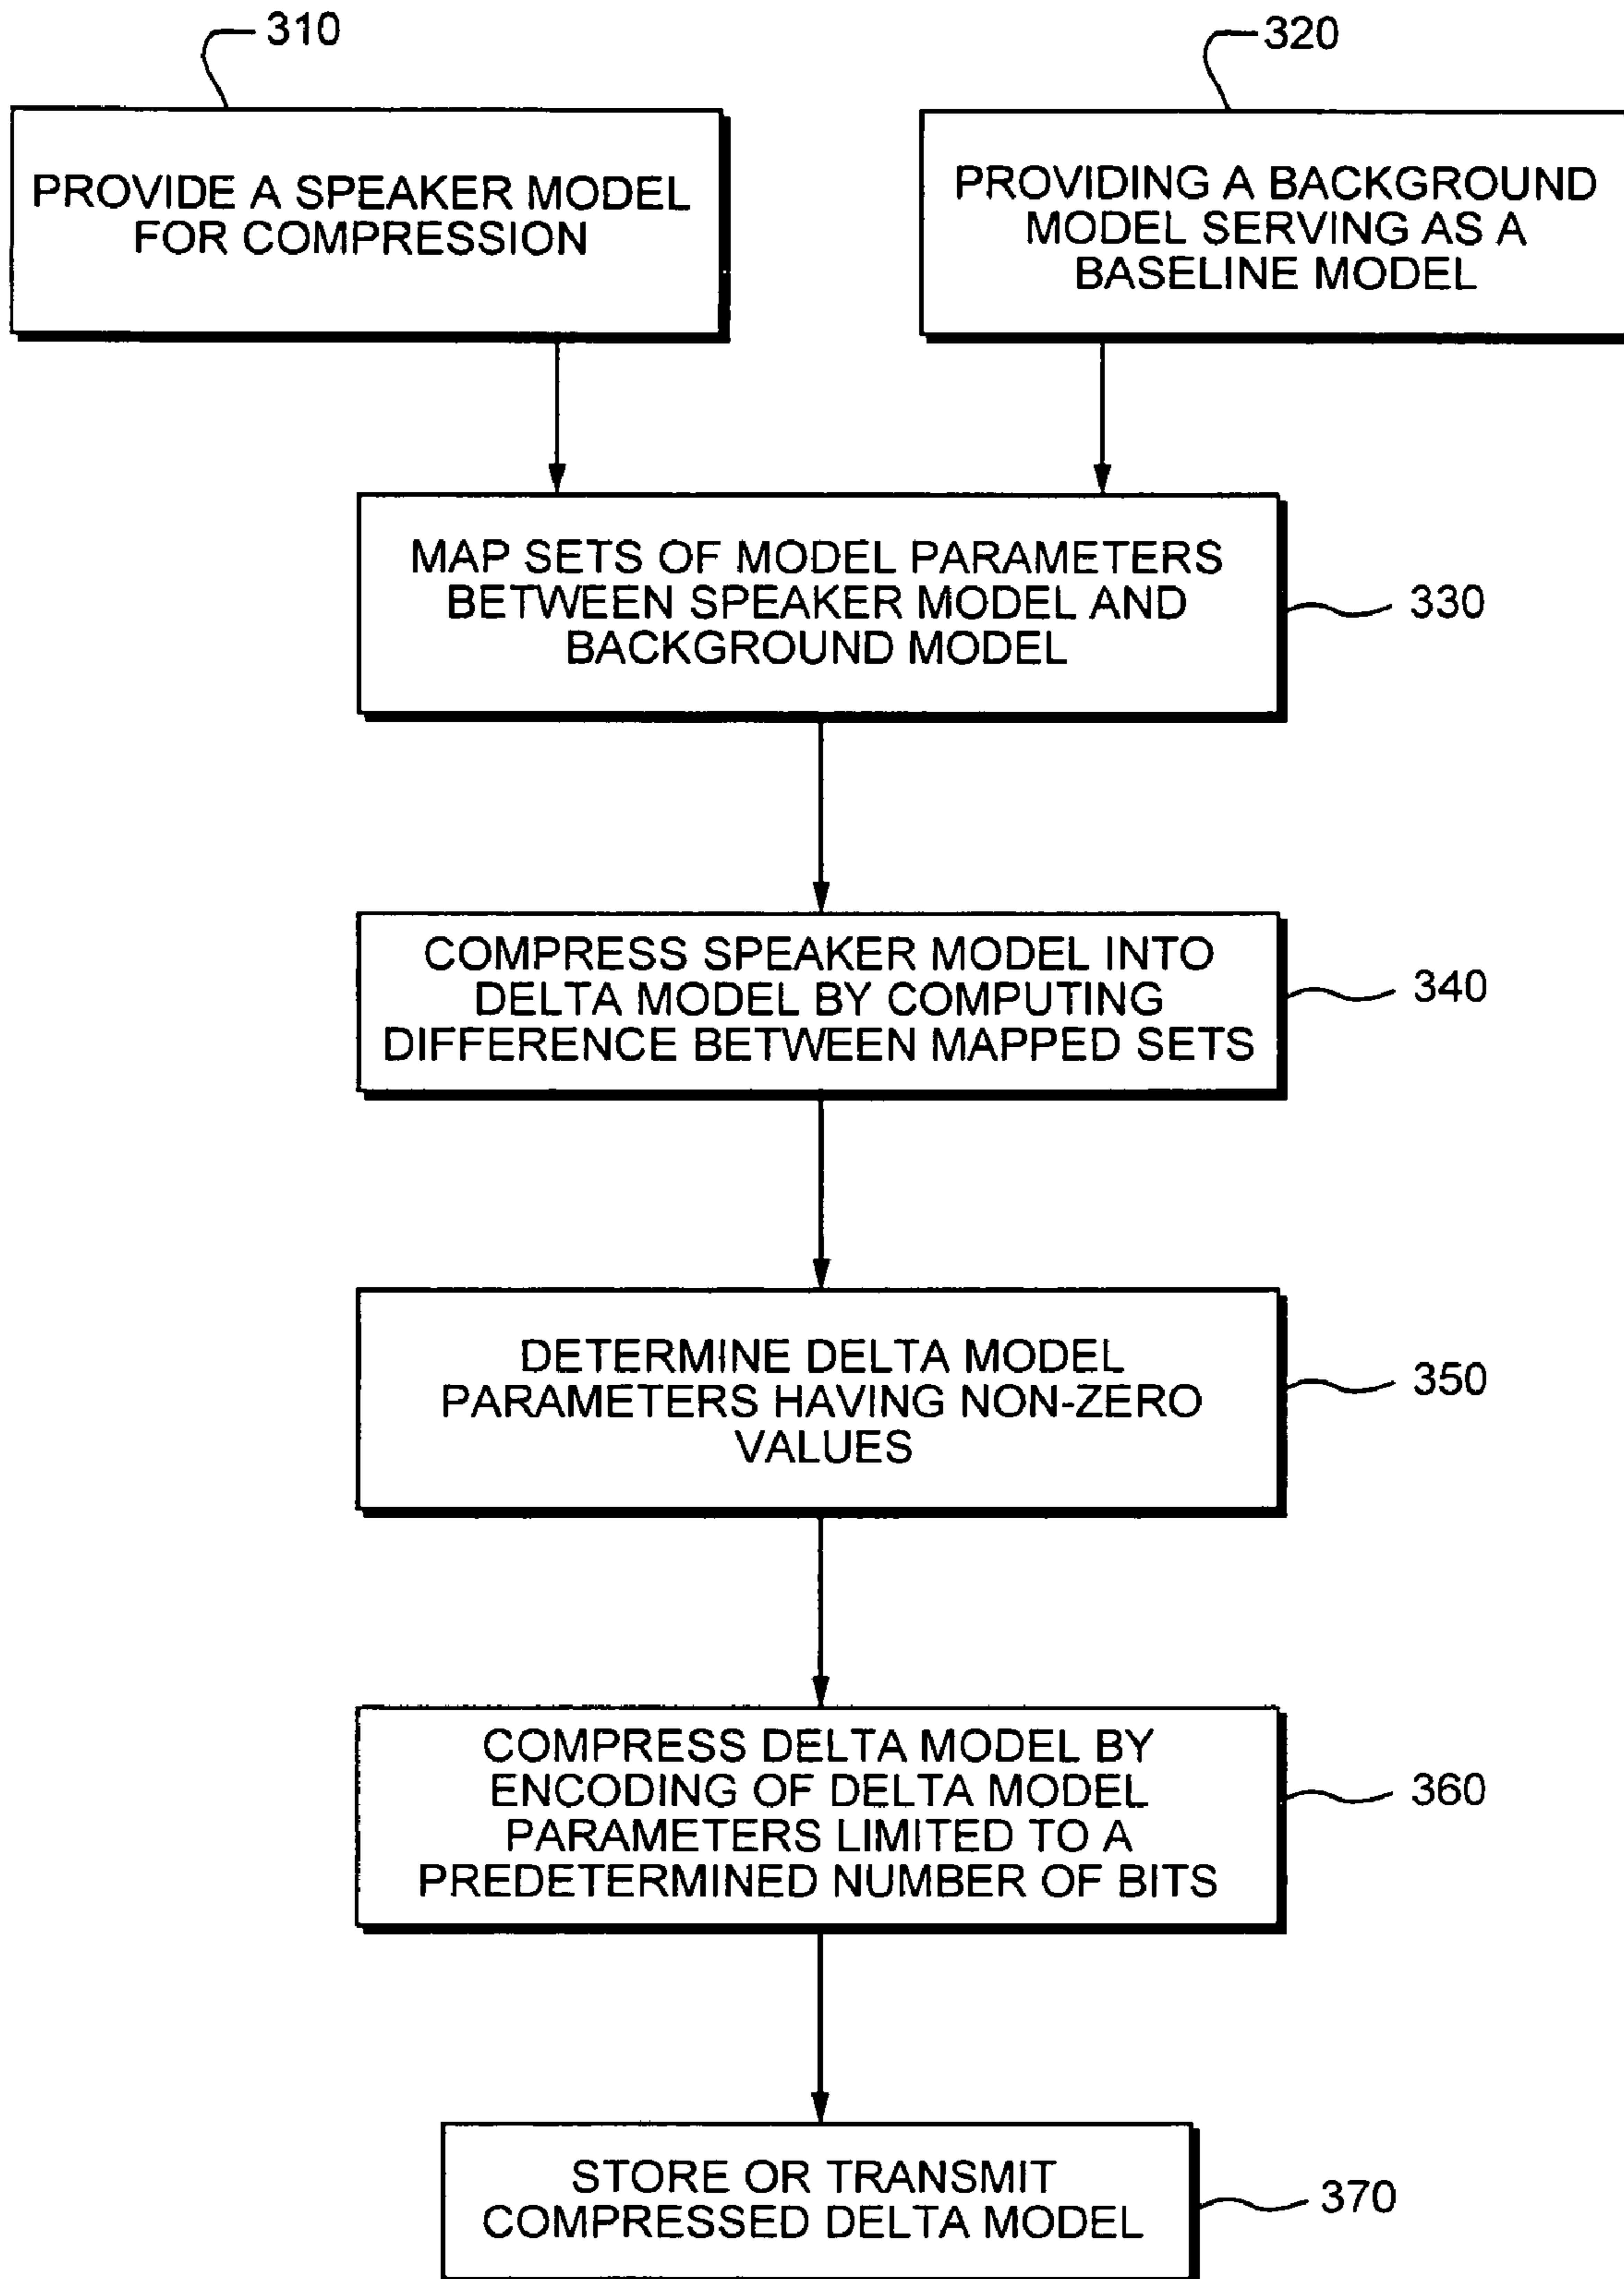 310
320
PROVIDE A SPEAKER MODEL
FOR COMPRESSION
PROVIDING A BACKGROUND
MODEL SERVING AS A
BASELINE MODEL
MAP SETS OF MODEL PARAMETERS
BETWEEN SPEAKER MODEL AND
BACKGROUND MODEL
330
COMPRESS SPEAKER MODEL INTO
DELTA MODEL BY COMPUTING
DIFFERENCE BETWEEN MAPPED SETS
340
DETERMINE DELTA MODEL
PARAMETERS HAVING NON-ZERO
VALUES
350
COMPRESS DELTA MODEL BY
ENCODING OF DELTA MODEL
PARAMETERS LIMITED TO A
PREDETERMINED NUMBER OF BITS
360
STORE OR TRANSMIT
COMPRESSED DELTA MODEL
370